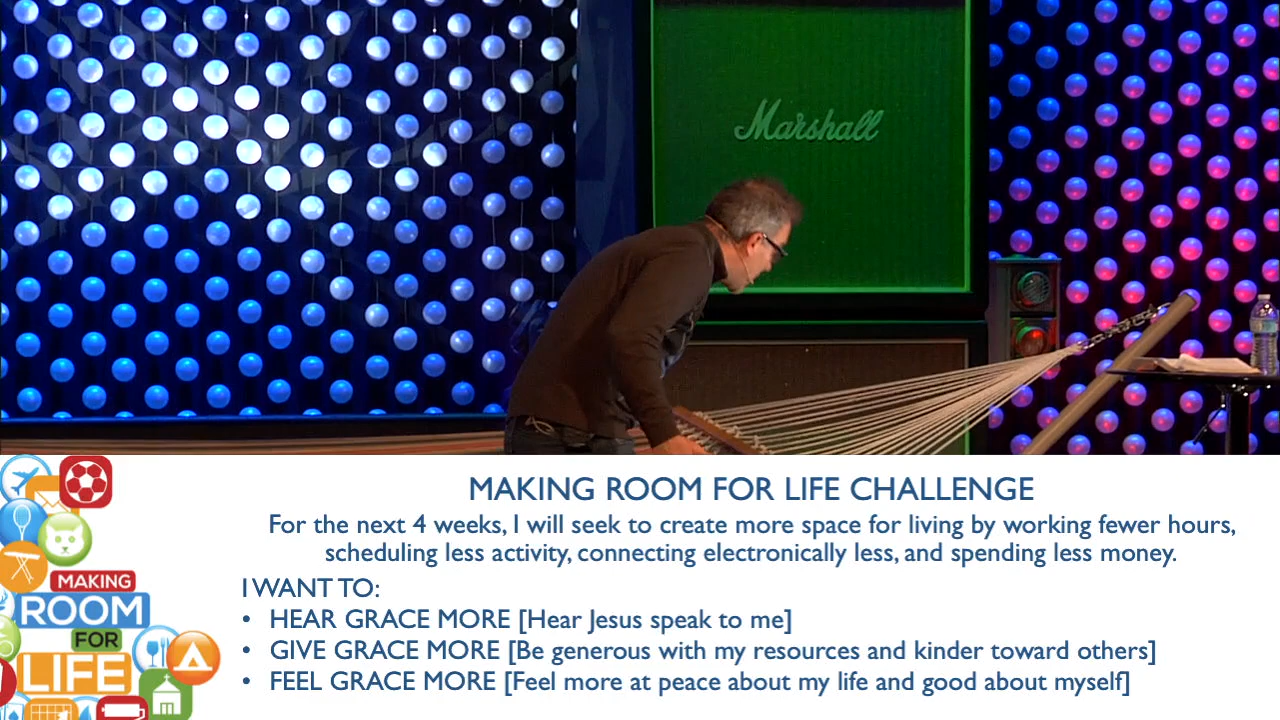 Marshall
MAKING ROOM FOR LIFE CHALLENGE
For the next 4 weeks, I will seek to create more space for living by working fewer hours,
scheduling less activity, connecting electronically less, and spending less money.
I WANT TO:
• HEAR GRACE MORE [Hear Jesus speak to me]
• GIVE GRACE MORE [Be generous with my resources and kinder toward others]
• FEEL GRACE MORE [Feel more at peace about my life and good about myself]
MAKING
ROOM
FOR
LIFE